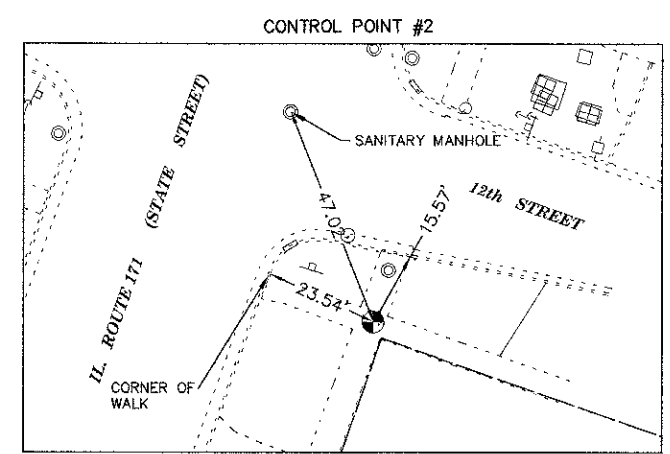 CONTROL POINT #2
SANITARY MANHOLE
IL. ROUTE 171 (STATE STREET)
12th STREET
47.02'
15.57'
23.54'
CORNER OF
WALK